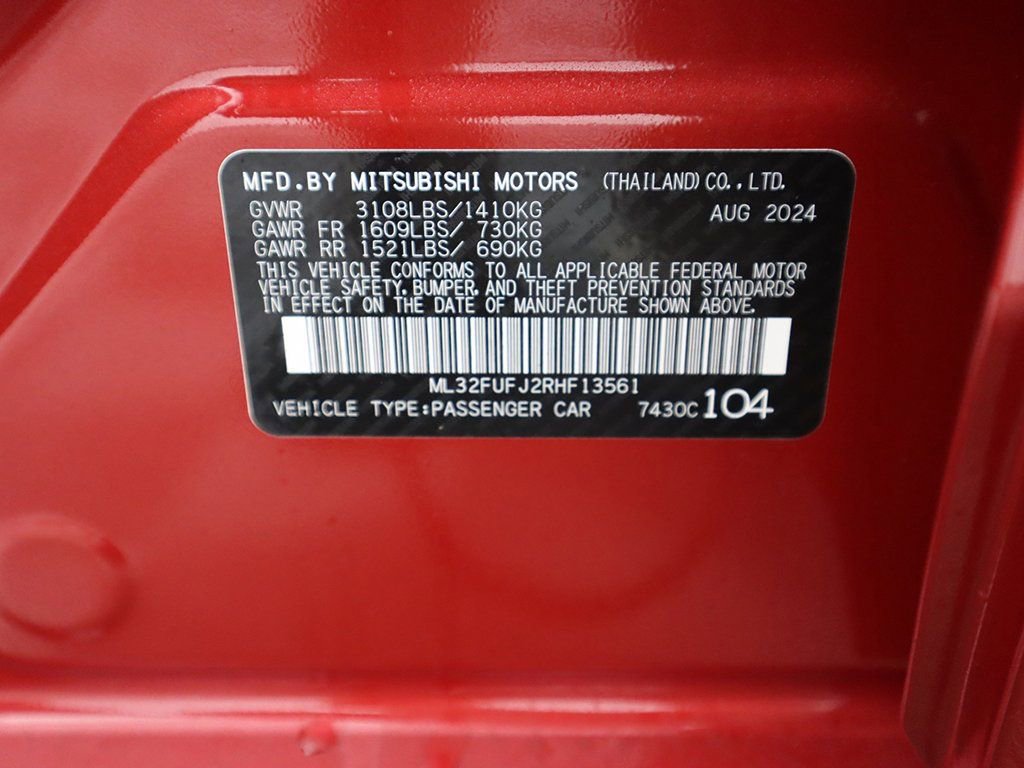 MFD.BY MITSUBISHI MOTORS (THAILAND)CO.,LTD.
GVWR 3108LBS/1410KG AUG 2024
GAWR FR 1609LBS/ 730KG
GAWR RR 1521LBS/ 690KG
THIS VEHICLE CONFORMS TO ALL APPLICABLE FEDERAL MOTOR
VEHICLE SAFETY, BUMPER, AND THEFT PREVENTION STANDARDS
IN EFFECT ON THE DATE OF MANUFACTURE SHOWN ABOVE.
ML32FUFJ2RHF13561
VEHICLE TYPE:PASSENGER CAR 7430C 104